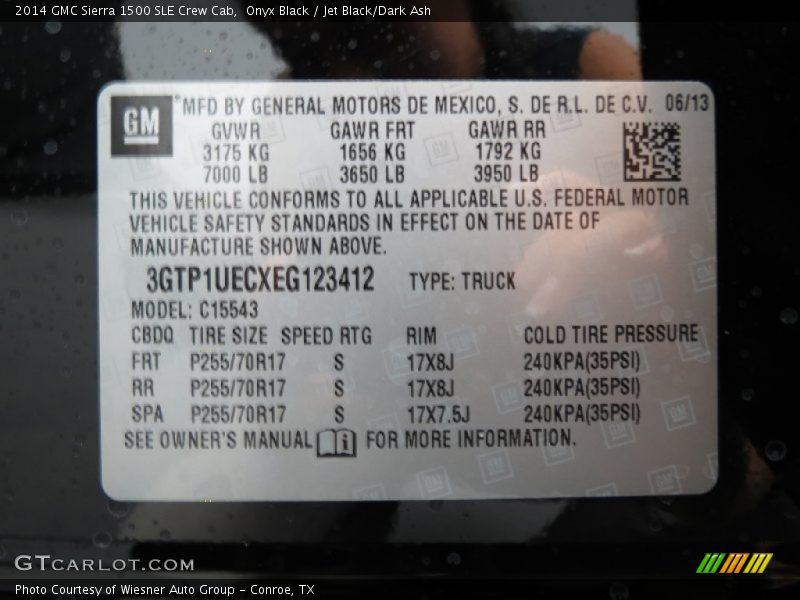 2014 GMC Sierra 1500 SLE Crew Cab,  Onyx Black / Jet Black/Dark Ash
GM
*MFD BY GENERAL MOTORS DE MEXICO, S. DE R.L. DE C.V. 06/13
GVWR GAWR FRT GAWR RR
3175 KG 1656 KG 1792 KG
7000 LB 3650 LB 3950 LB
THIS VEHICLE CONFORMS TO ALL APPLICABLE U.S. FEDERAL MOTOR
VEHICLE SAFETY STANDARDS IN EFFECT ON THE DATE OF
MANUFACTURE SHOWN ABOVE.
3GTP1UECXEG123412 TYPE: TRUCK
MODEL: C15543
CBDQ TIRE SIZE SPEED RTG RIM COLD TIRE PRESSURE
FRT P255/70R17 S 17X8J 240KPA(35PSI)
RR P255/70R17 S 17X8J 240KPA(35PSI)
SPA P255/70R17 S 17X7.5J 240KPA(35PSI)
SEE OWNER'S MANUAL i FOR MORE INFORMATION.
GTCARLOT.COM
Photo Courtesy of Wiesner Auto Group - Conroe, TX